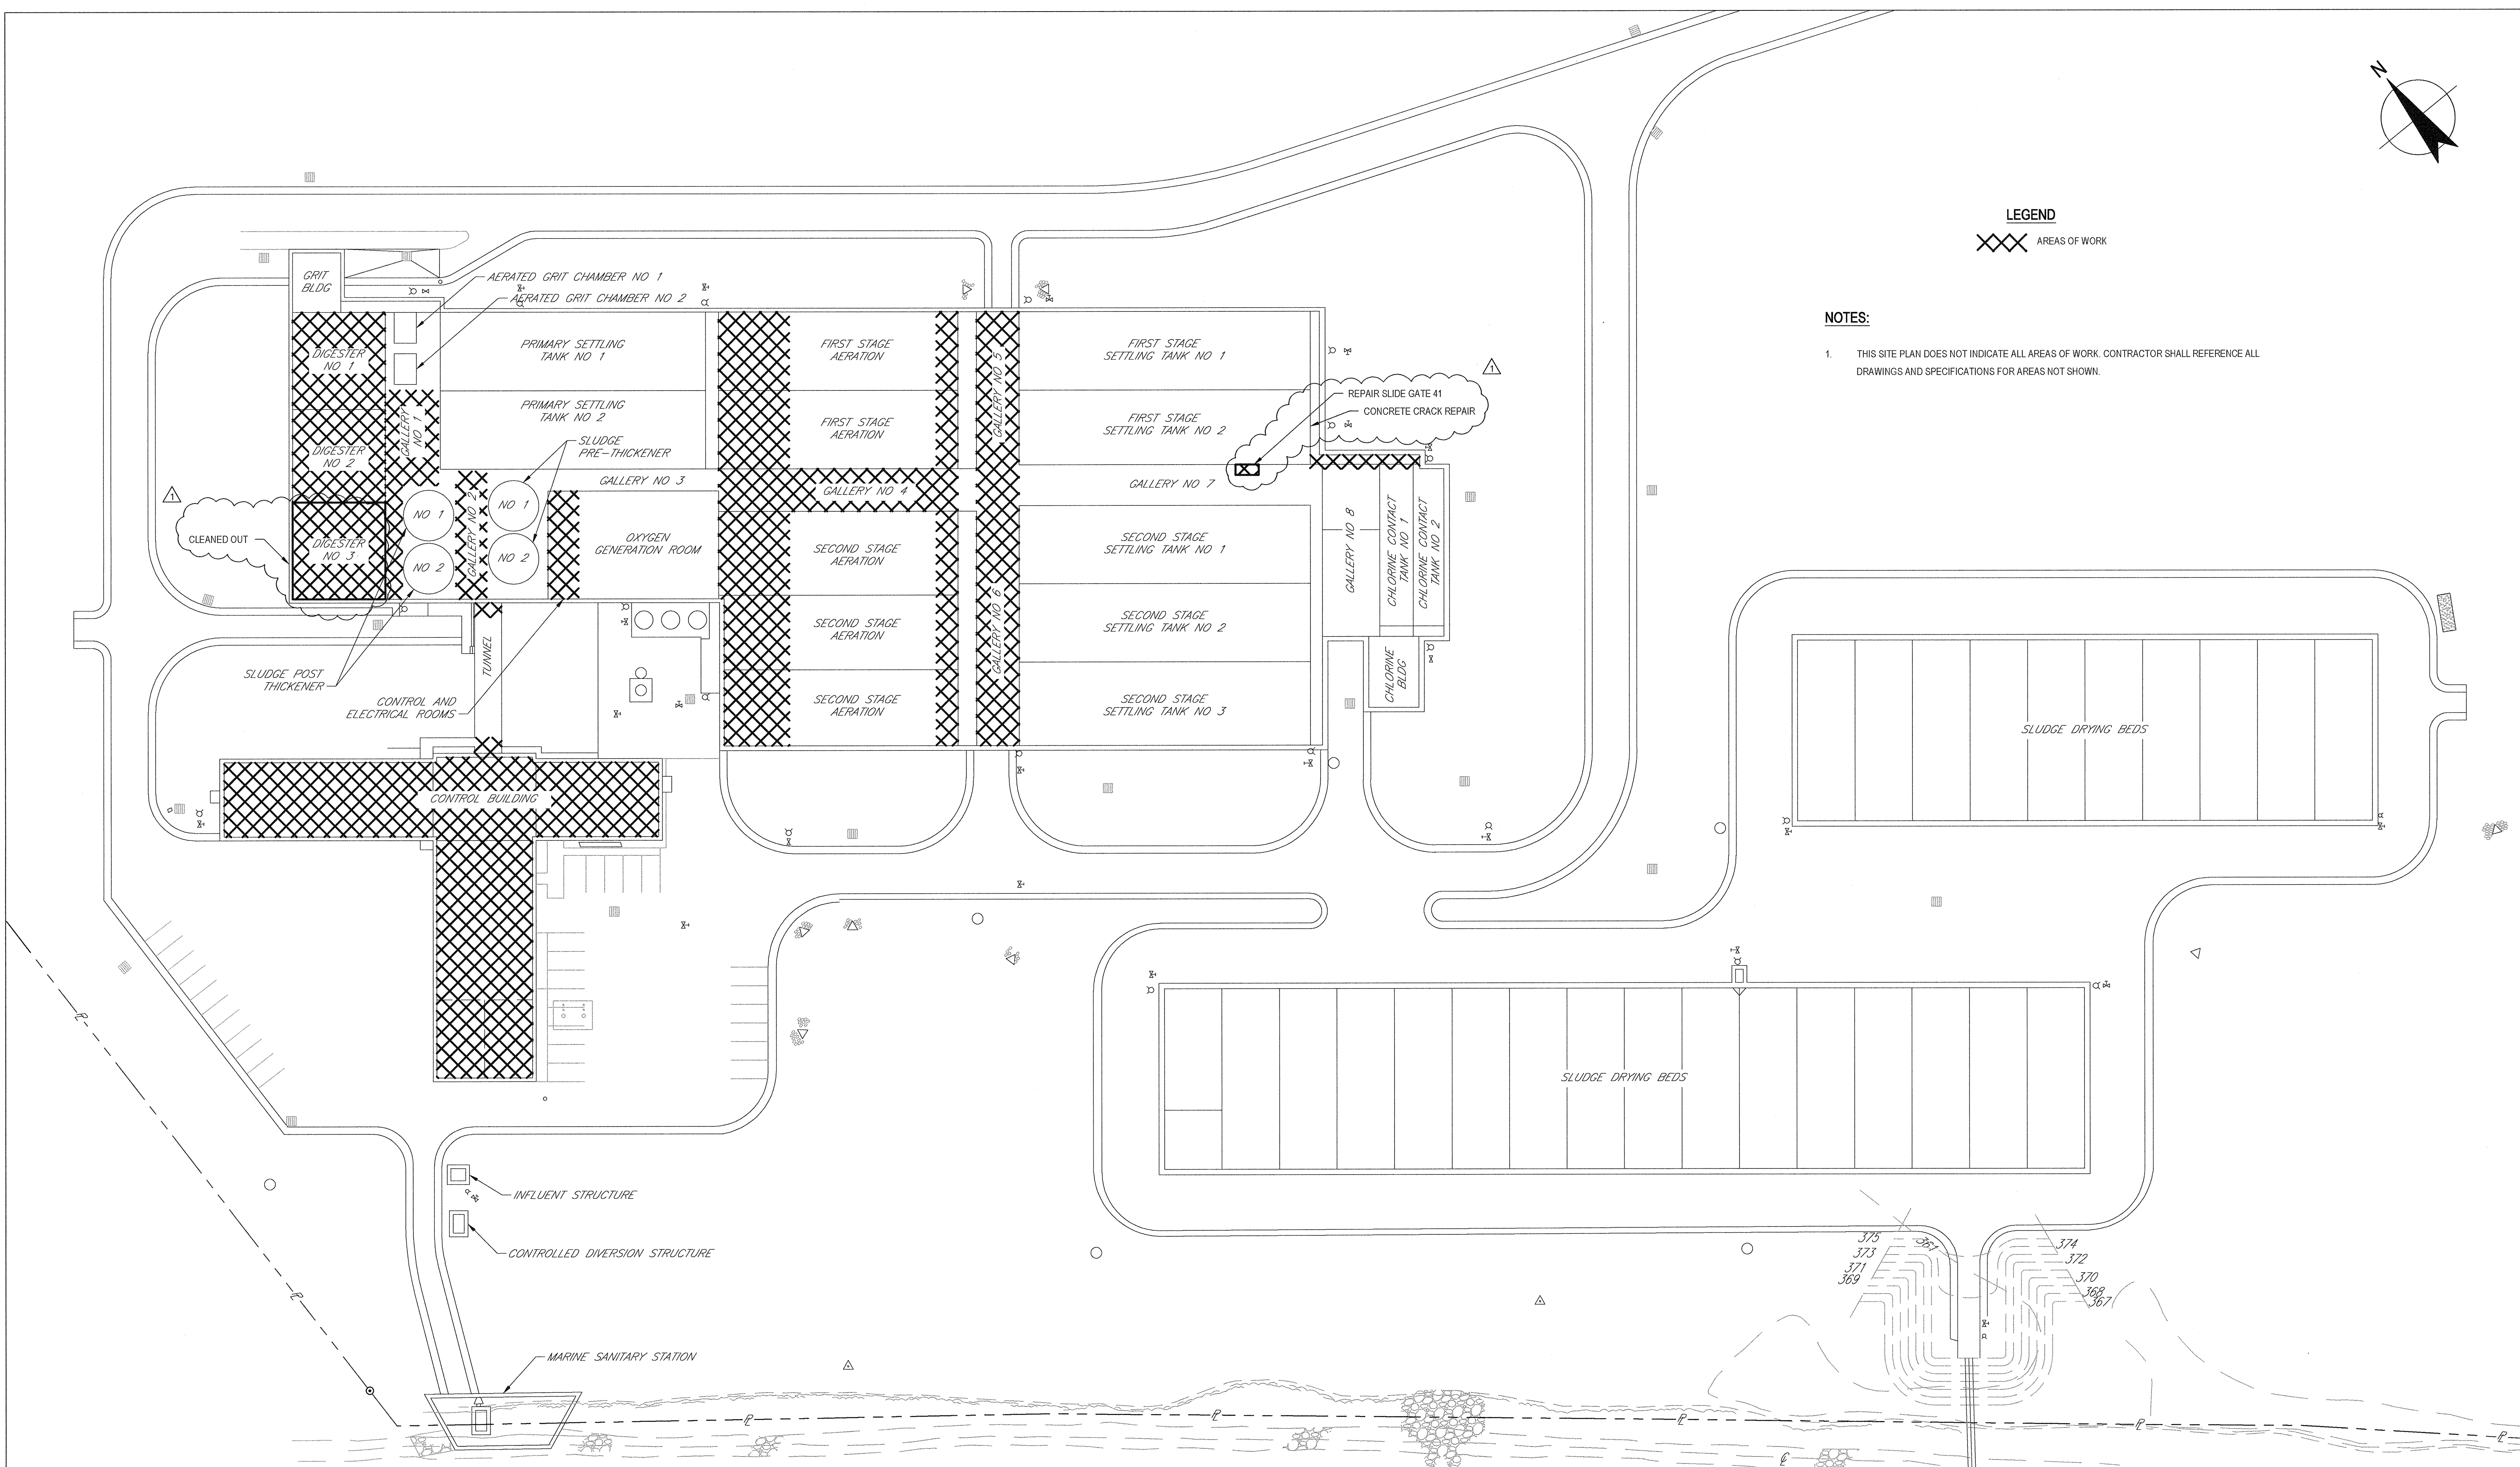 N
LEGEND
AREAS OF WORK
NOTES:
1. THIS SITE PLAN DOES NOT INDICATE ALL AREAS OF WORK. CONTRACTOR SHALL REFERENCE ALL
DRAWINGS AND SPECIFICATIONS FOR AREAS NOT SHOWN.
GRIT
BLDG
AERATED GRIT CHAMBER NO 1
AERATED GRIT CHAMBER NO 2
DIGESTER
NO 1
PRIMARY SETTLING
TANK NO 1
FIRST STAGE
AERATION
GALLERY NO 5
FIRST STAGE
SETTLING TANK NO 1
1
REPAIR SLIDE GATE 41
CONCRETE CRACK REPAIR
GALLERY
NO 1
PRIMARY SETTLING
TANK NO 2
FIRST STAGE
AERATION
FIRST STAGE
SETTLING TANK NO 2
SLUDGE
PRE-THICKENER
DIGESTER
NO 2
GALLERY NO 3
GALLERY NO 4
GALLERY NO 7
1
NO 1
GALLERY NO 2
NO 1
CLEANED OUT
DIGESTER
NO 3
NO 2
NO 2
OXYGEN
GENERATION ROOM
SECOND STAGE
AERATION
SECOND STAGE
SETTLING TANK NO 1
GALLERY NO 8
CHLORINE CONTACT
TANK NO 1
CHLORINE CONTACT
TANK NO 2
SECOND STAGE
AERATION
GALLERY NO 6
SECOND STAGE
SETTLING TANK NO 2
SLUDGE POST
THICKENER
TUNNEL
CONTROL AND
ELECTRICAL ROOMS
SECOND STAGE
AERATION
SECOND STAGE
SETTLING TANK NO 3
CHLORINE
BLDG
SLUDGE DRYING BEDS
CONTROL BUILDING
SLUDGE DRYING BEDS
INFLUENT STRUCTURE
CONTROLLED DIVERSION STRUCTURE
MARINE SANITARY STATION
375
373
371
369
361
374
372
370
368
367
PL
PL
PL
PL
PL
PL
PL
CL